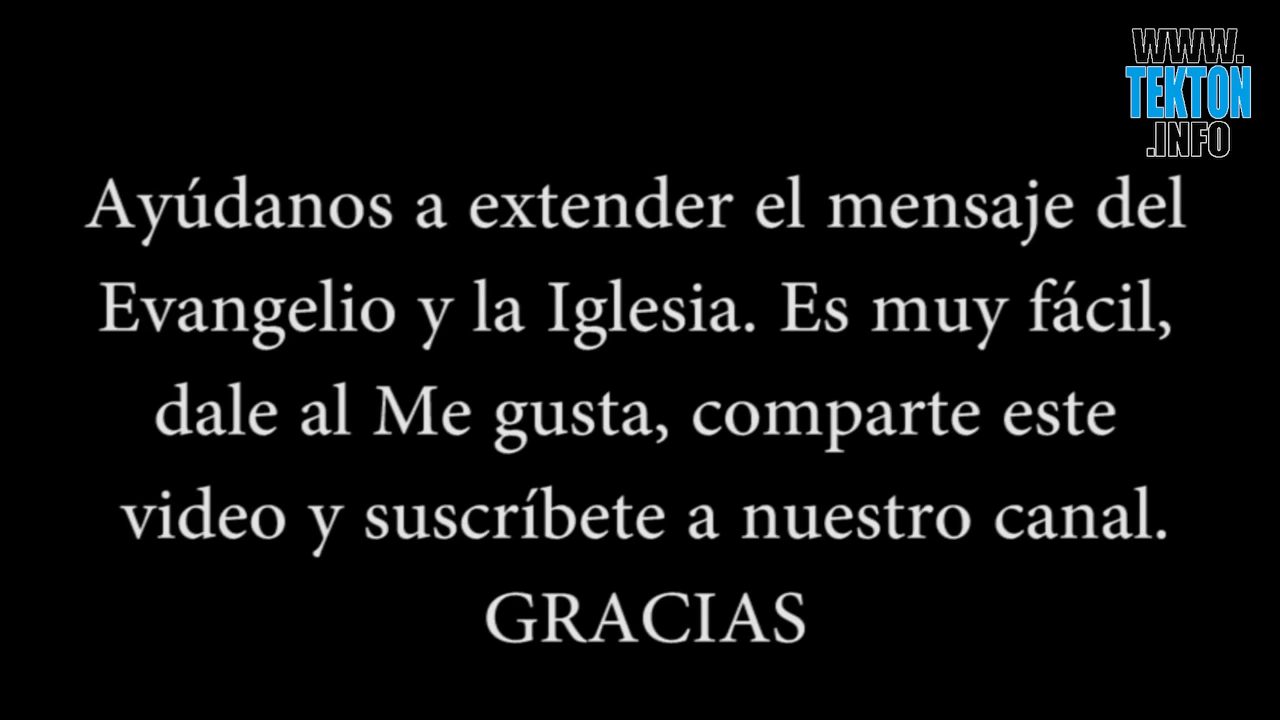 WWW.
TEKTON
.INFO
Ayúdanos a extender el mensaje del
Evangelio y la Iglesia. Es muy fácil,
dale al Me gusta, comparte este
video y suscríbete a nuestro canal.
GRACIAS